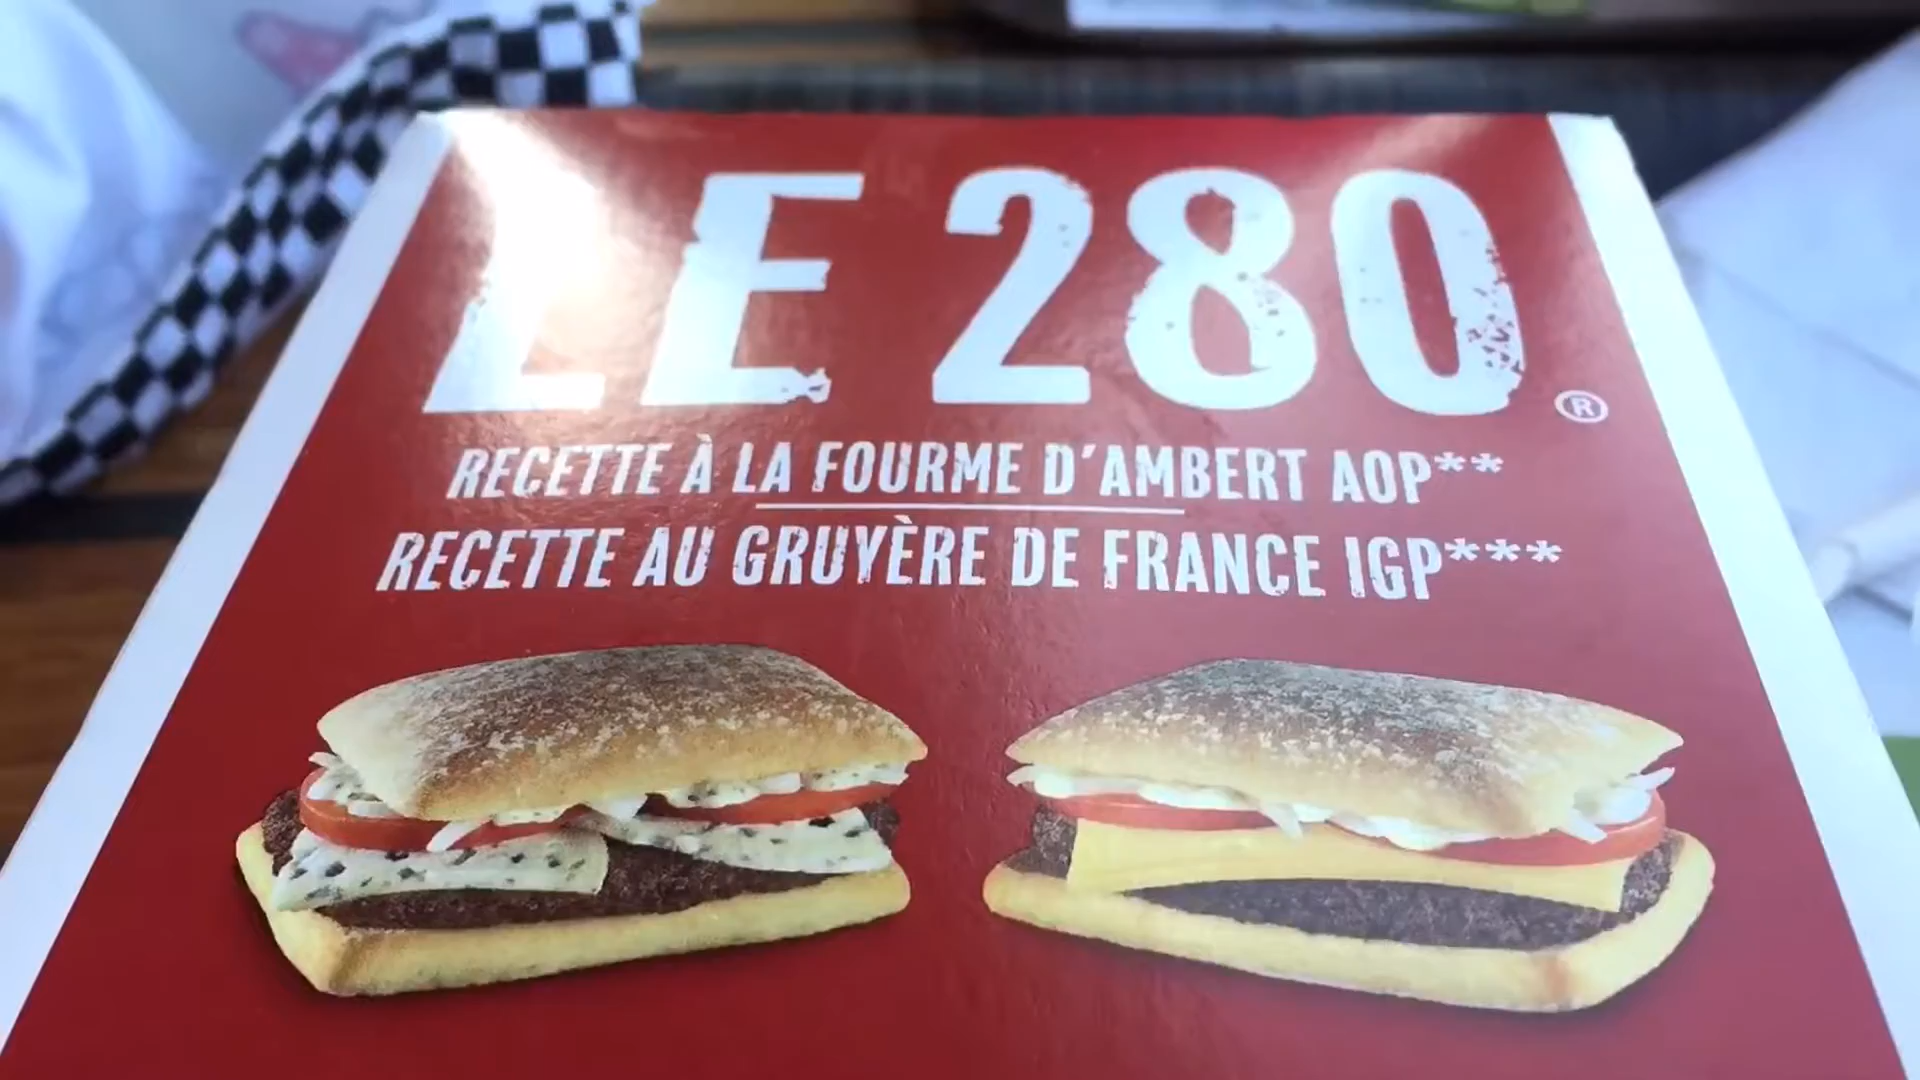 LE 280®
RECETTE À LA FOURME D'AMBERT AOP**
RECETTE AU GRUYÈRE DE FRANCE IGP***